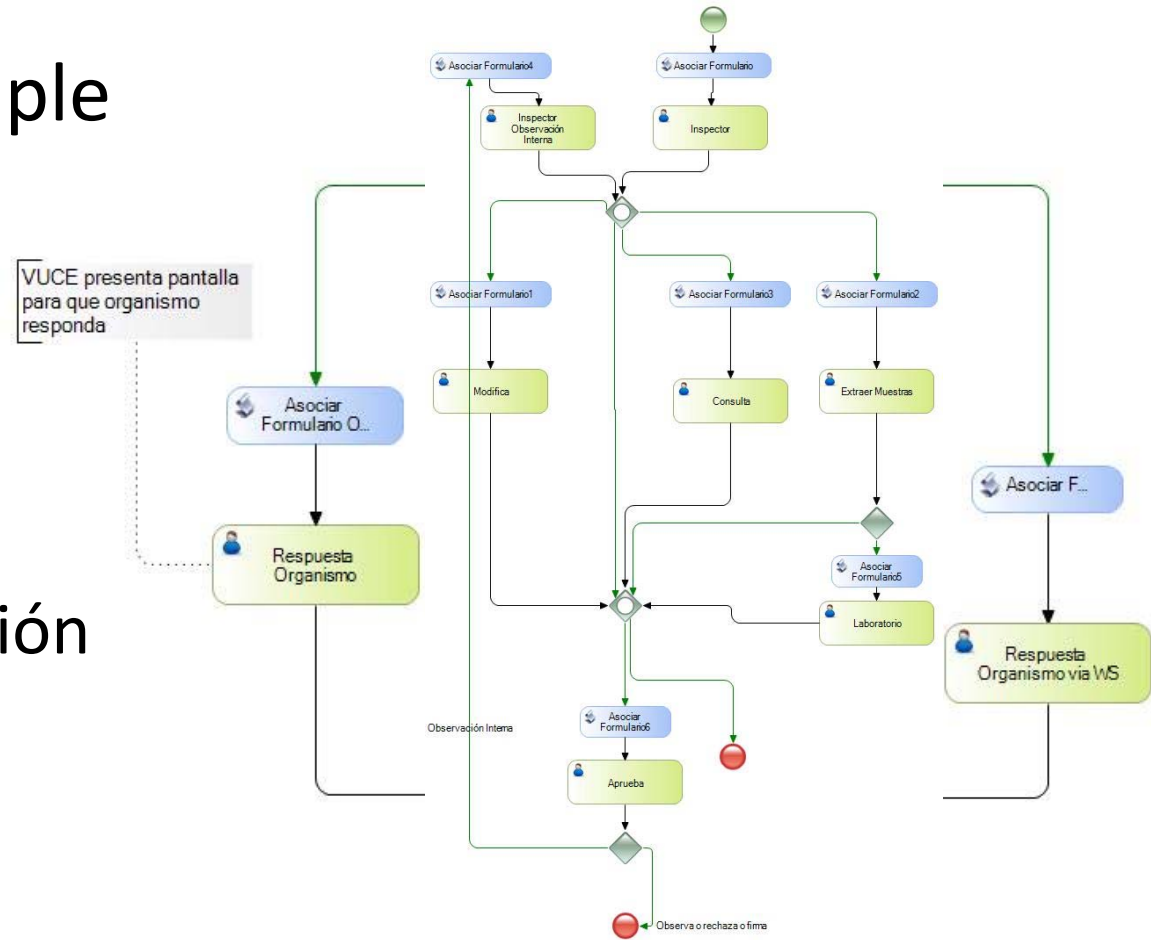 ple
Asociar Formulario4
Asociar Formulario
Inspector
Observación
Interna
Inspector
VUCE presenta pantalla
para que organismo
responda
Asociar Formulario1
Asociar Formulario3
Asociar Formulario2
Modifica
Consulta
Extraer Muestras
Asociar
Formulario O...
Asociar F...
Respuesta
Organismo
Asociar
Formulario5
Laboratorio
ión
Respuesta
Organismo via WS
Asociar
Formulario6
Observación Interna
Aprueba
Observa o rechaza o firma